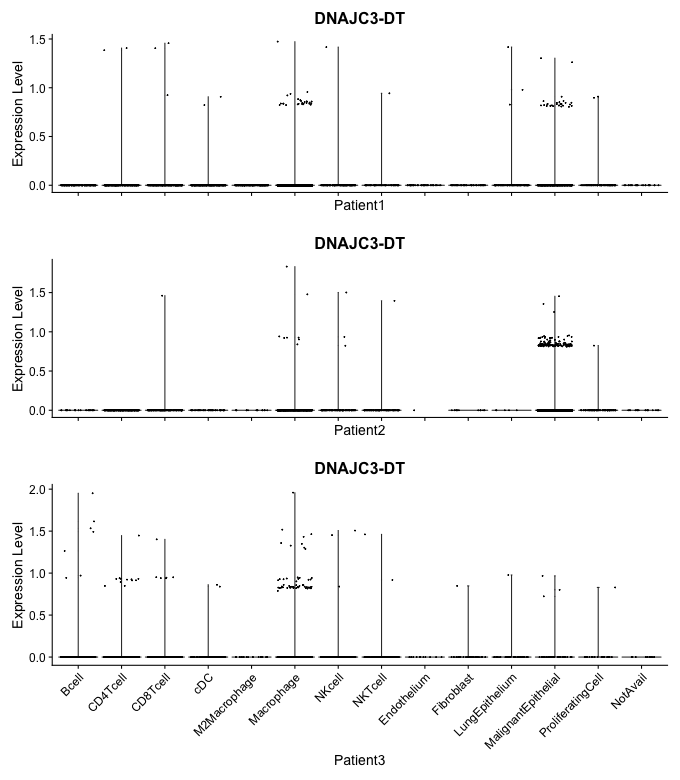 DNAJC3-DT
Expression Level
1.5
1.0
0.5
0.0
Patient1
DNAJC3-DT
Expression Level
1.5
1.0
0.5
0.0
Patient2
DNAJC3-DT
Expression Level
2.0
1.5
1.0
0.5
0.0
Bcell
CD4Tcell
CD8Tcell
cDC
M2Macrophage
Macrophage
NKcell
NKTcell
Endothelium
Fibroblast
LungEpithelium
MalignantEpithelial
ProliferatingCell
NotAvail
Patient3